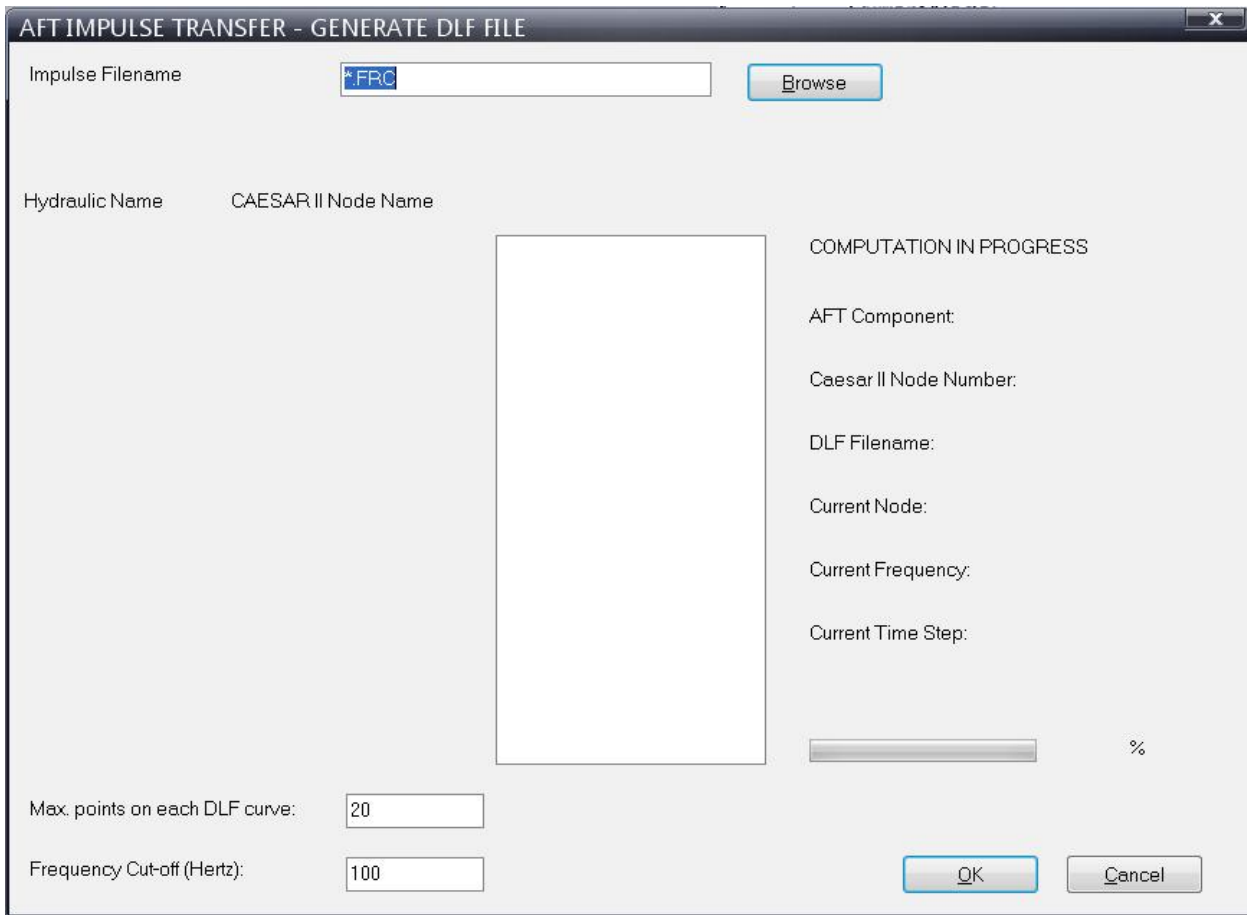 AFT IMPULSE TRANSFER - GENERATE DLF FILE
x
Impulse Filename
*.FRC
Browse
Hydraulic Name
CAESAR II Node Name
COMPUTATION IN PROGRESS
AFT Component:
Caesar II Node Number:
DLF Filename:
Current Node:
Current Frequency:
Current Time Step:
%
Max. points on each DLF curve:
20
Frequency Cut-off (Hertz):
100
OK
Cancel